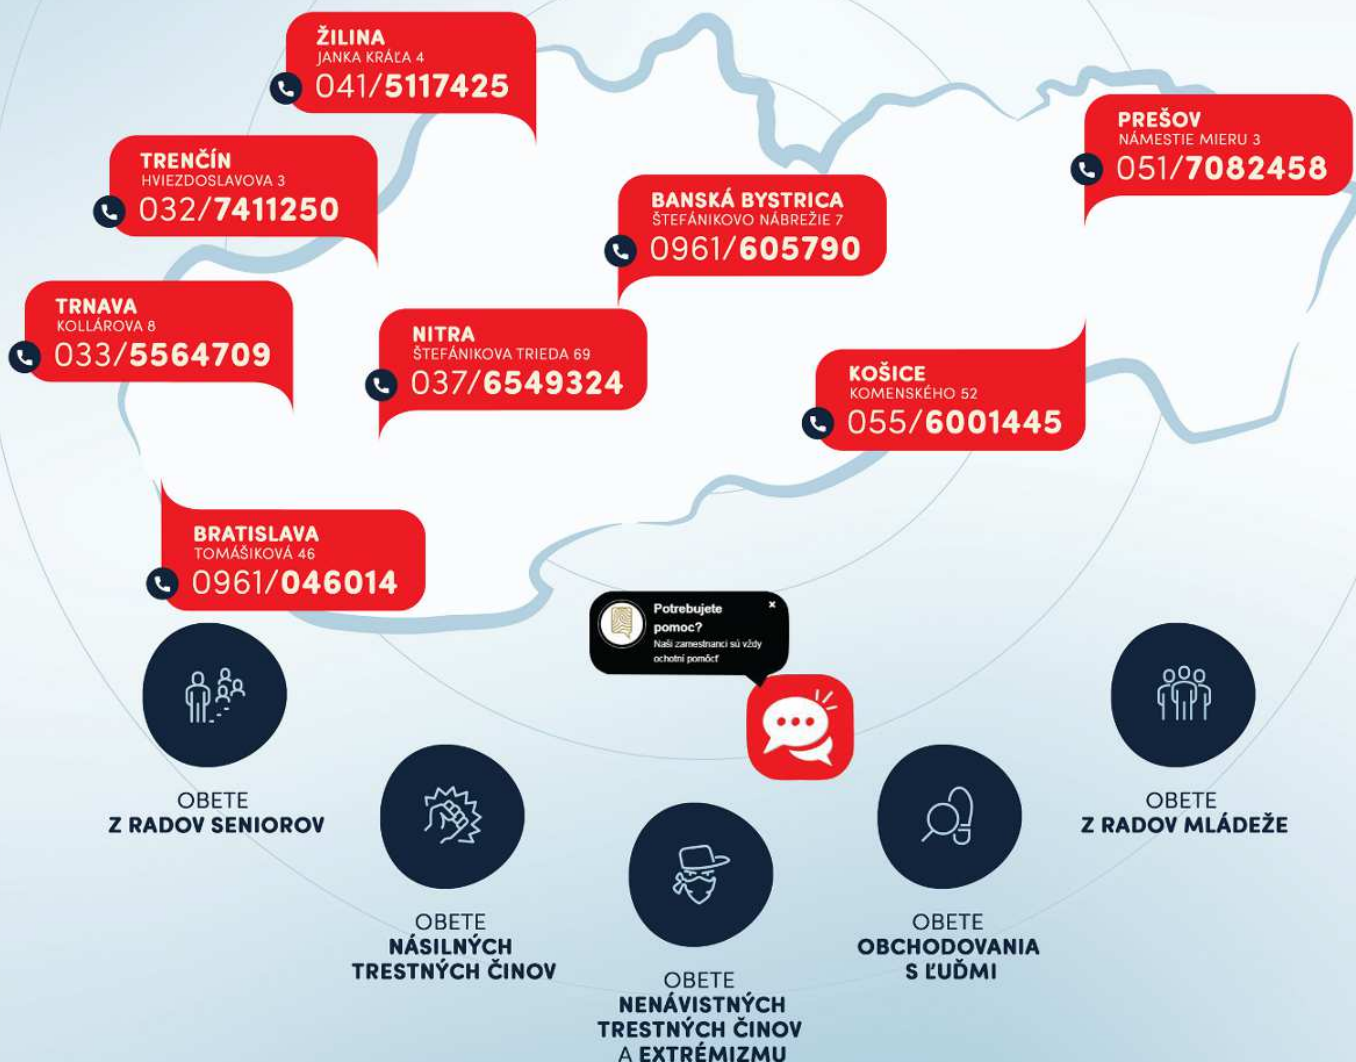 ŽILINA
JANKA KRÁĽA 4
041/5117425
PREŠOV
NÁMESTIE MIERU 3
051/7082458
TRENČÍN
HVIEZDOSLAVOVA 3
032/7411250
BANSKÁ BYSTRICA
ŠTEFÁNIKOVO NÁBREŽIE 7
0961/605790
TRNAVA
KOLLÁROVA 8
033/5564709
NITRA
ŠTEFÁNIKOVA TRIEDA 69
037/6549324
KOŠICE
KOMENSKÉHO 52
055/6001445
BRATISLAVA
TOMÁŠIKOVÁ 46
0961/046014
Potrebujete
pomoc?
x
Naši zamestnanci sú vždy
ochotní pomôcť
OBETE
Z RADOV SENIOROV
OBETE
NÁSILNÝCH
TRESTNÝCH ČINOV
OBETE
NENÁVISTNÝCH
TRESTNÝCH ČINOV
A EXTRÉMIZMU
OBETE
OBCHODOVANIA
S ĽUĎMI
OBETE
Z RADOV MLÁDEŽE